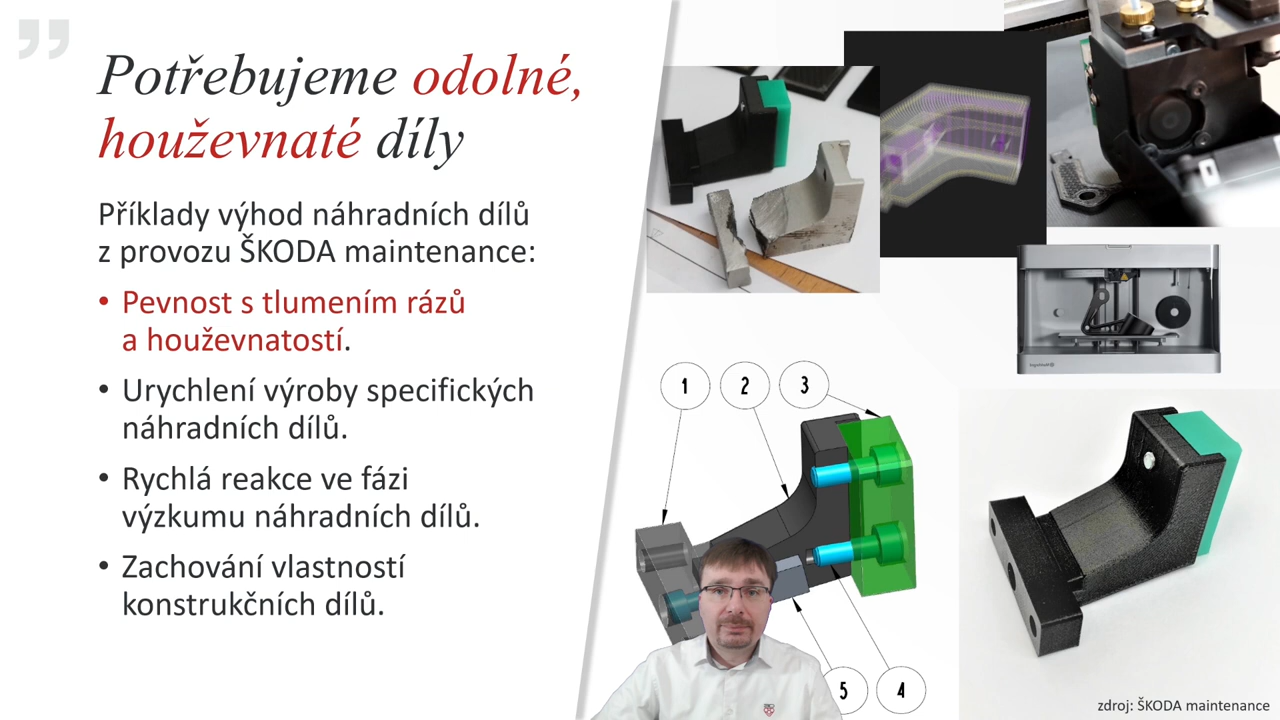 Potřebujeme odolné,
houževnaté díly
Příklady výhod náhradních dílů
z provozu ŠKODA maintenance:
• Pevnost s tlumením rázů
a houževnatostí.
• Urychlení výroby specifických
náhradních dílů.
• Rychlá reakce ve fázi
výzkumu náhradních dílů.
• Zachování vlastností
konstrukčních dílů.
1 2 3
5 4
zdroj: ŠKODA maintenance